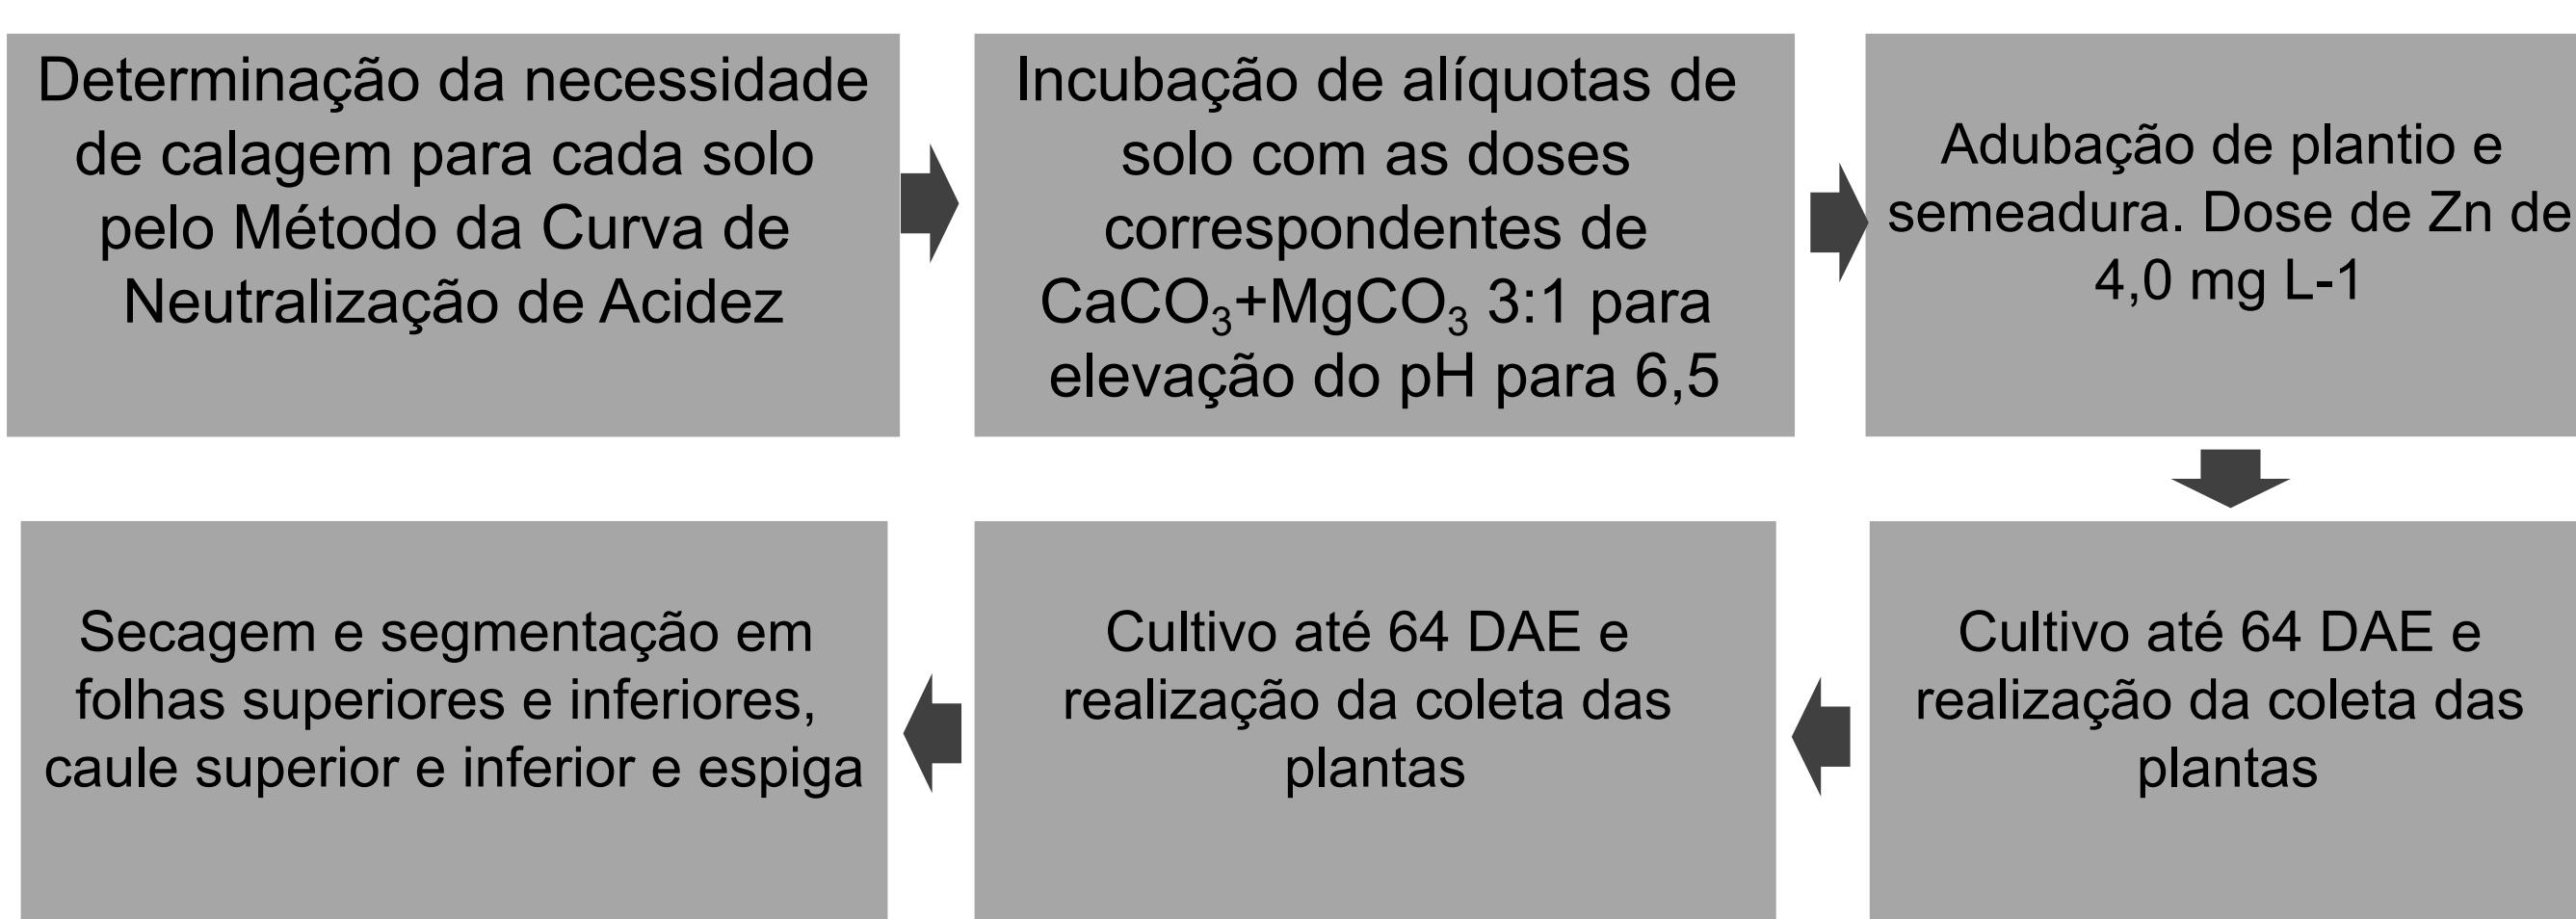 Determinação da necessidade
de calagem para cada solo
pelo Método da Curva de
Neutralização de Acidez
Incubação de alíquotas de
solo com as doses
correspondentes de
CaCO₃+MgCO₃ 3:1 para
elevação do pH para 6,5
Adubação de plantio e
semeadura. Dose de Zn de
4,0 mg L-1
Cultivo até 64 DAE e
realização da coleta das
plantas
Cultivo até 64 DAE e
realização da coleta das
plantas
Secagem e segmentação em
folhas superiores e inferiores,
caule superior e inferior e espiga